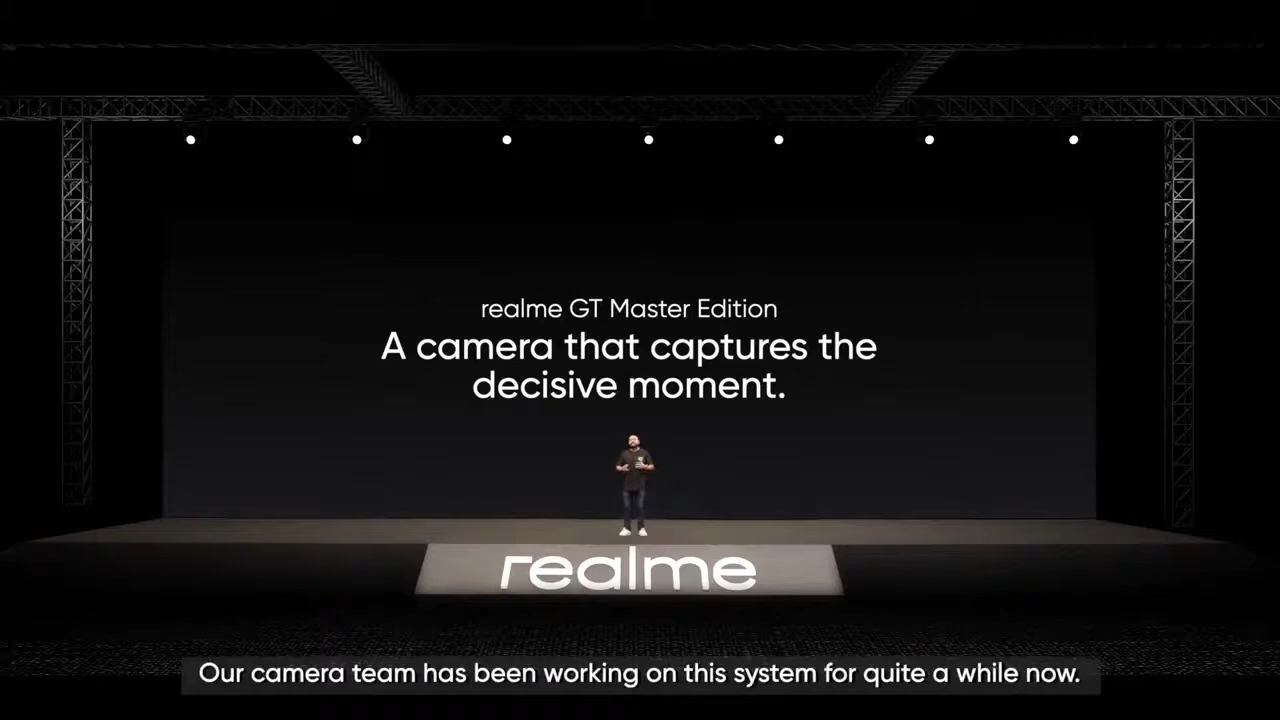 realme GT Master Edition
A camera that captures the
decisive moment.
realme
Our camera team has been working on this system for quite a while now.